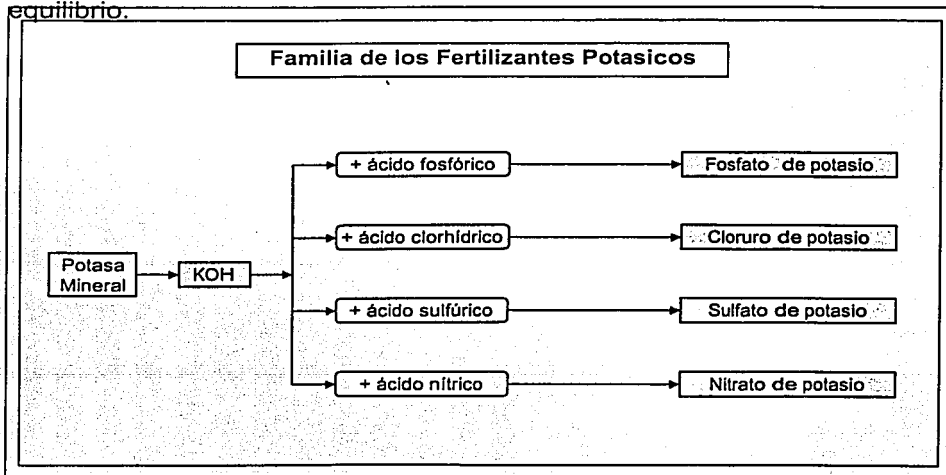 equilibrio.
Familia de los Fertilizantes Potasicos
+ ácido fosfórico
Fosfato de potasio
+ ácido clorhídrico
Cloruro de potasio
Potasa
Mineral
KOH
+ ácido sulfúrico
Sulfato de potasio
+ ácido nítrico
Nitrato de potasio